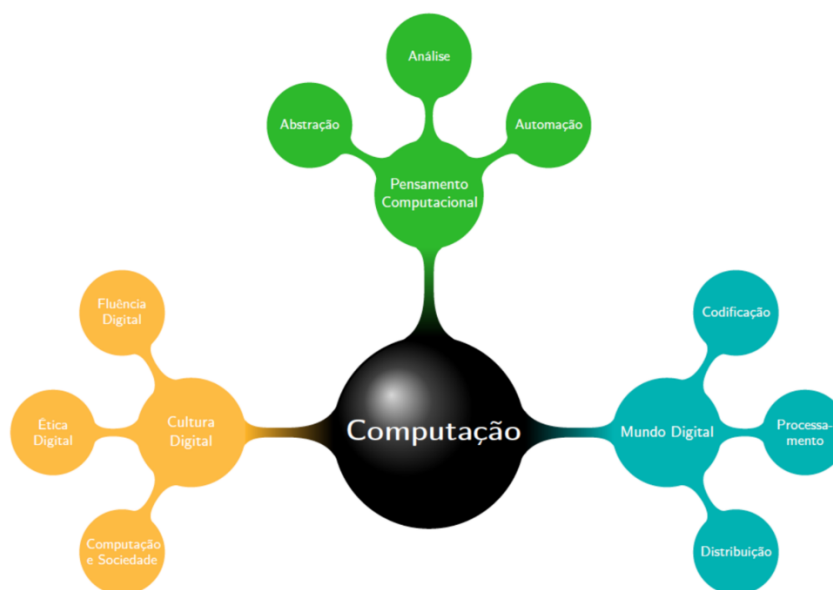 Análise
Abstração
Automação
Pensamento
Computacional
Fluência
Digital
Codificação
Ética
Digital
Cultura
Digital
Computação
Mundo Digital
Processa-
mento
Computação
e Sociedade
Distribuição